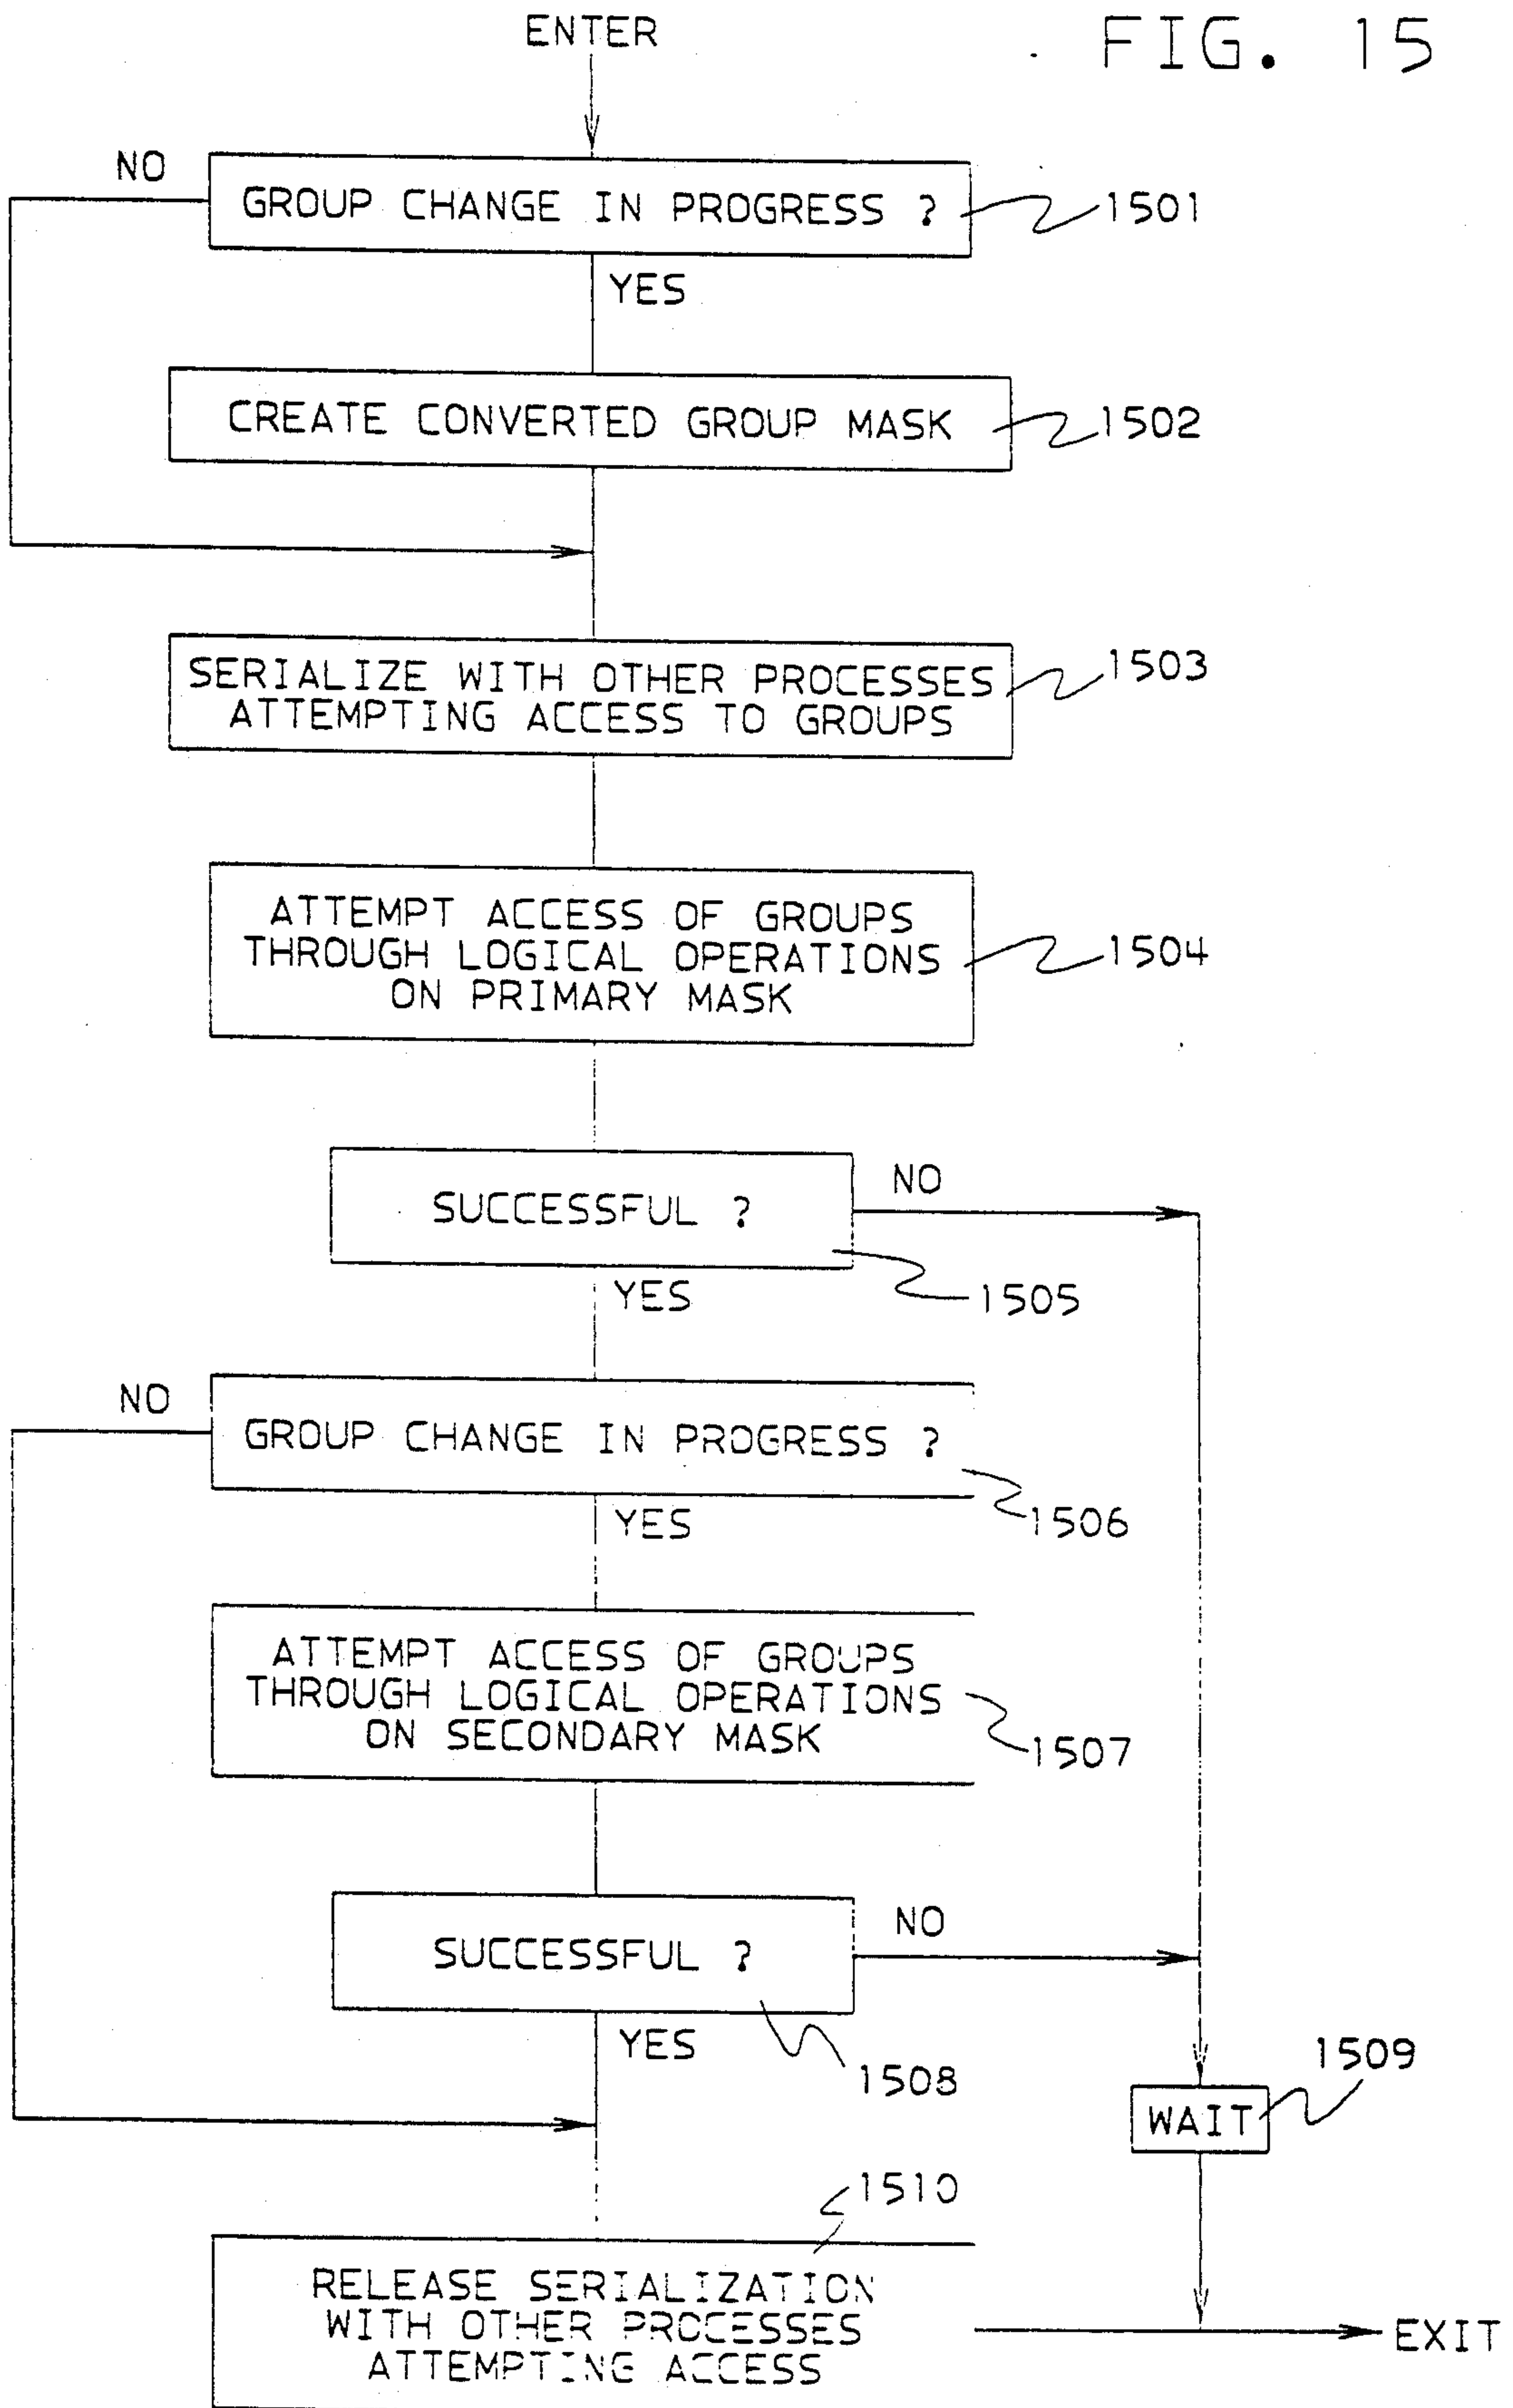 ENTER
FIG. 15
NO
GROUP CHANGE IN PROGRESS ?
1501
YES
CREATE CONVERTED GROUP MASK
1502
SERIALIZE WITH OTHER PROCESSES
ATTEMPTING ACCESS TO GROUPS
1503
ATTEMPT ACCESS OF GROUPS
THROUGH LOGICAL OPERATIONS
ON PRIMARY MASK
1504
SUCCESSFUL ?
NO
1505
YES
NO
GROUP CHANGE IN PROGRESS ?
1506
YES
ATTEMPT ACCESS OF GROUPS
THROUGH LOGICAL OPERATIONS
ON SECONDARY MASK
1507
SUCCESSFUL ?
NO
YES
1508
1509
WAIT
1510
RELEASE SERIALIZATION
WITH OTHER PROCESSES
ATTEMPTING ACCESS
EXIT